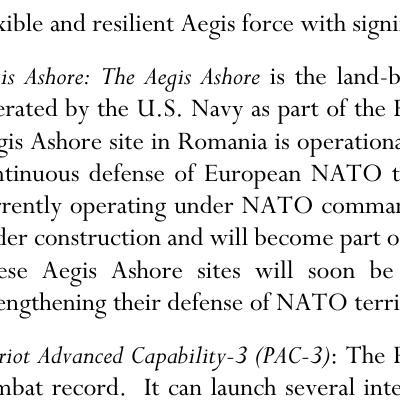 xible and resilient Aegis force with signi
is Ashore: The Aegis Ashore is the land-b
erated by the U.S. Navy as part of the E
gis Ashore site in Romania is operationa
ntinuous defense of European NATO t
rrently operating under NATO comman
der construction and will become part o
ese Aegis Ashore sites will soon be
engthening their defense of NATO terri
riot Advanced Capability-3 (PAC-3): The P
mbat record. It can launch several inte